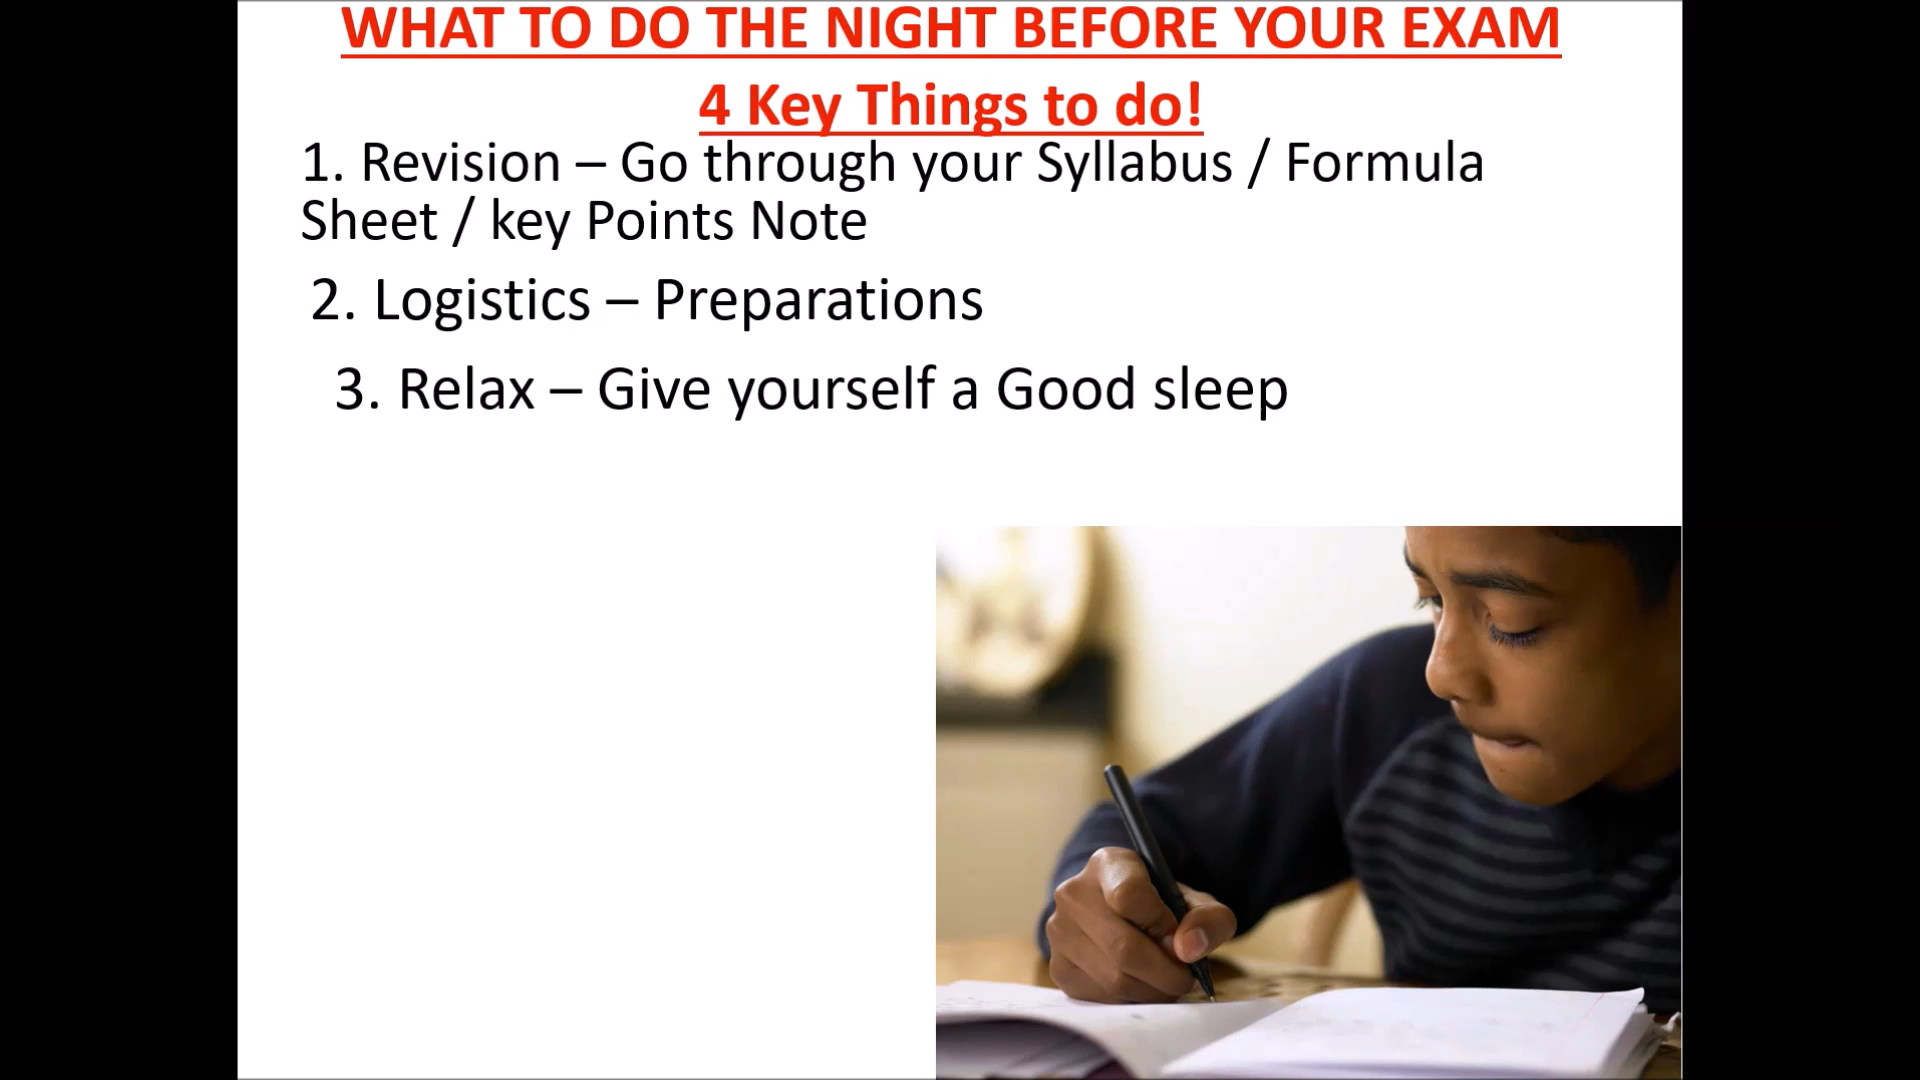 WHAT TO DO THE NIGHT BEFORE YOUR EXAM
4 Key Things to do!
1. Revision – Go through your Syllabus / Formula
Sheet / key Points Note
2. Logistics – Preparations
3. Relax – Give yourself a Good sleep